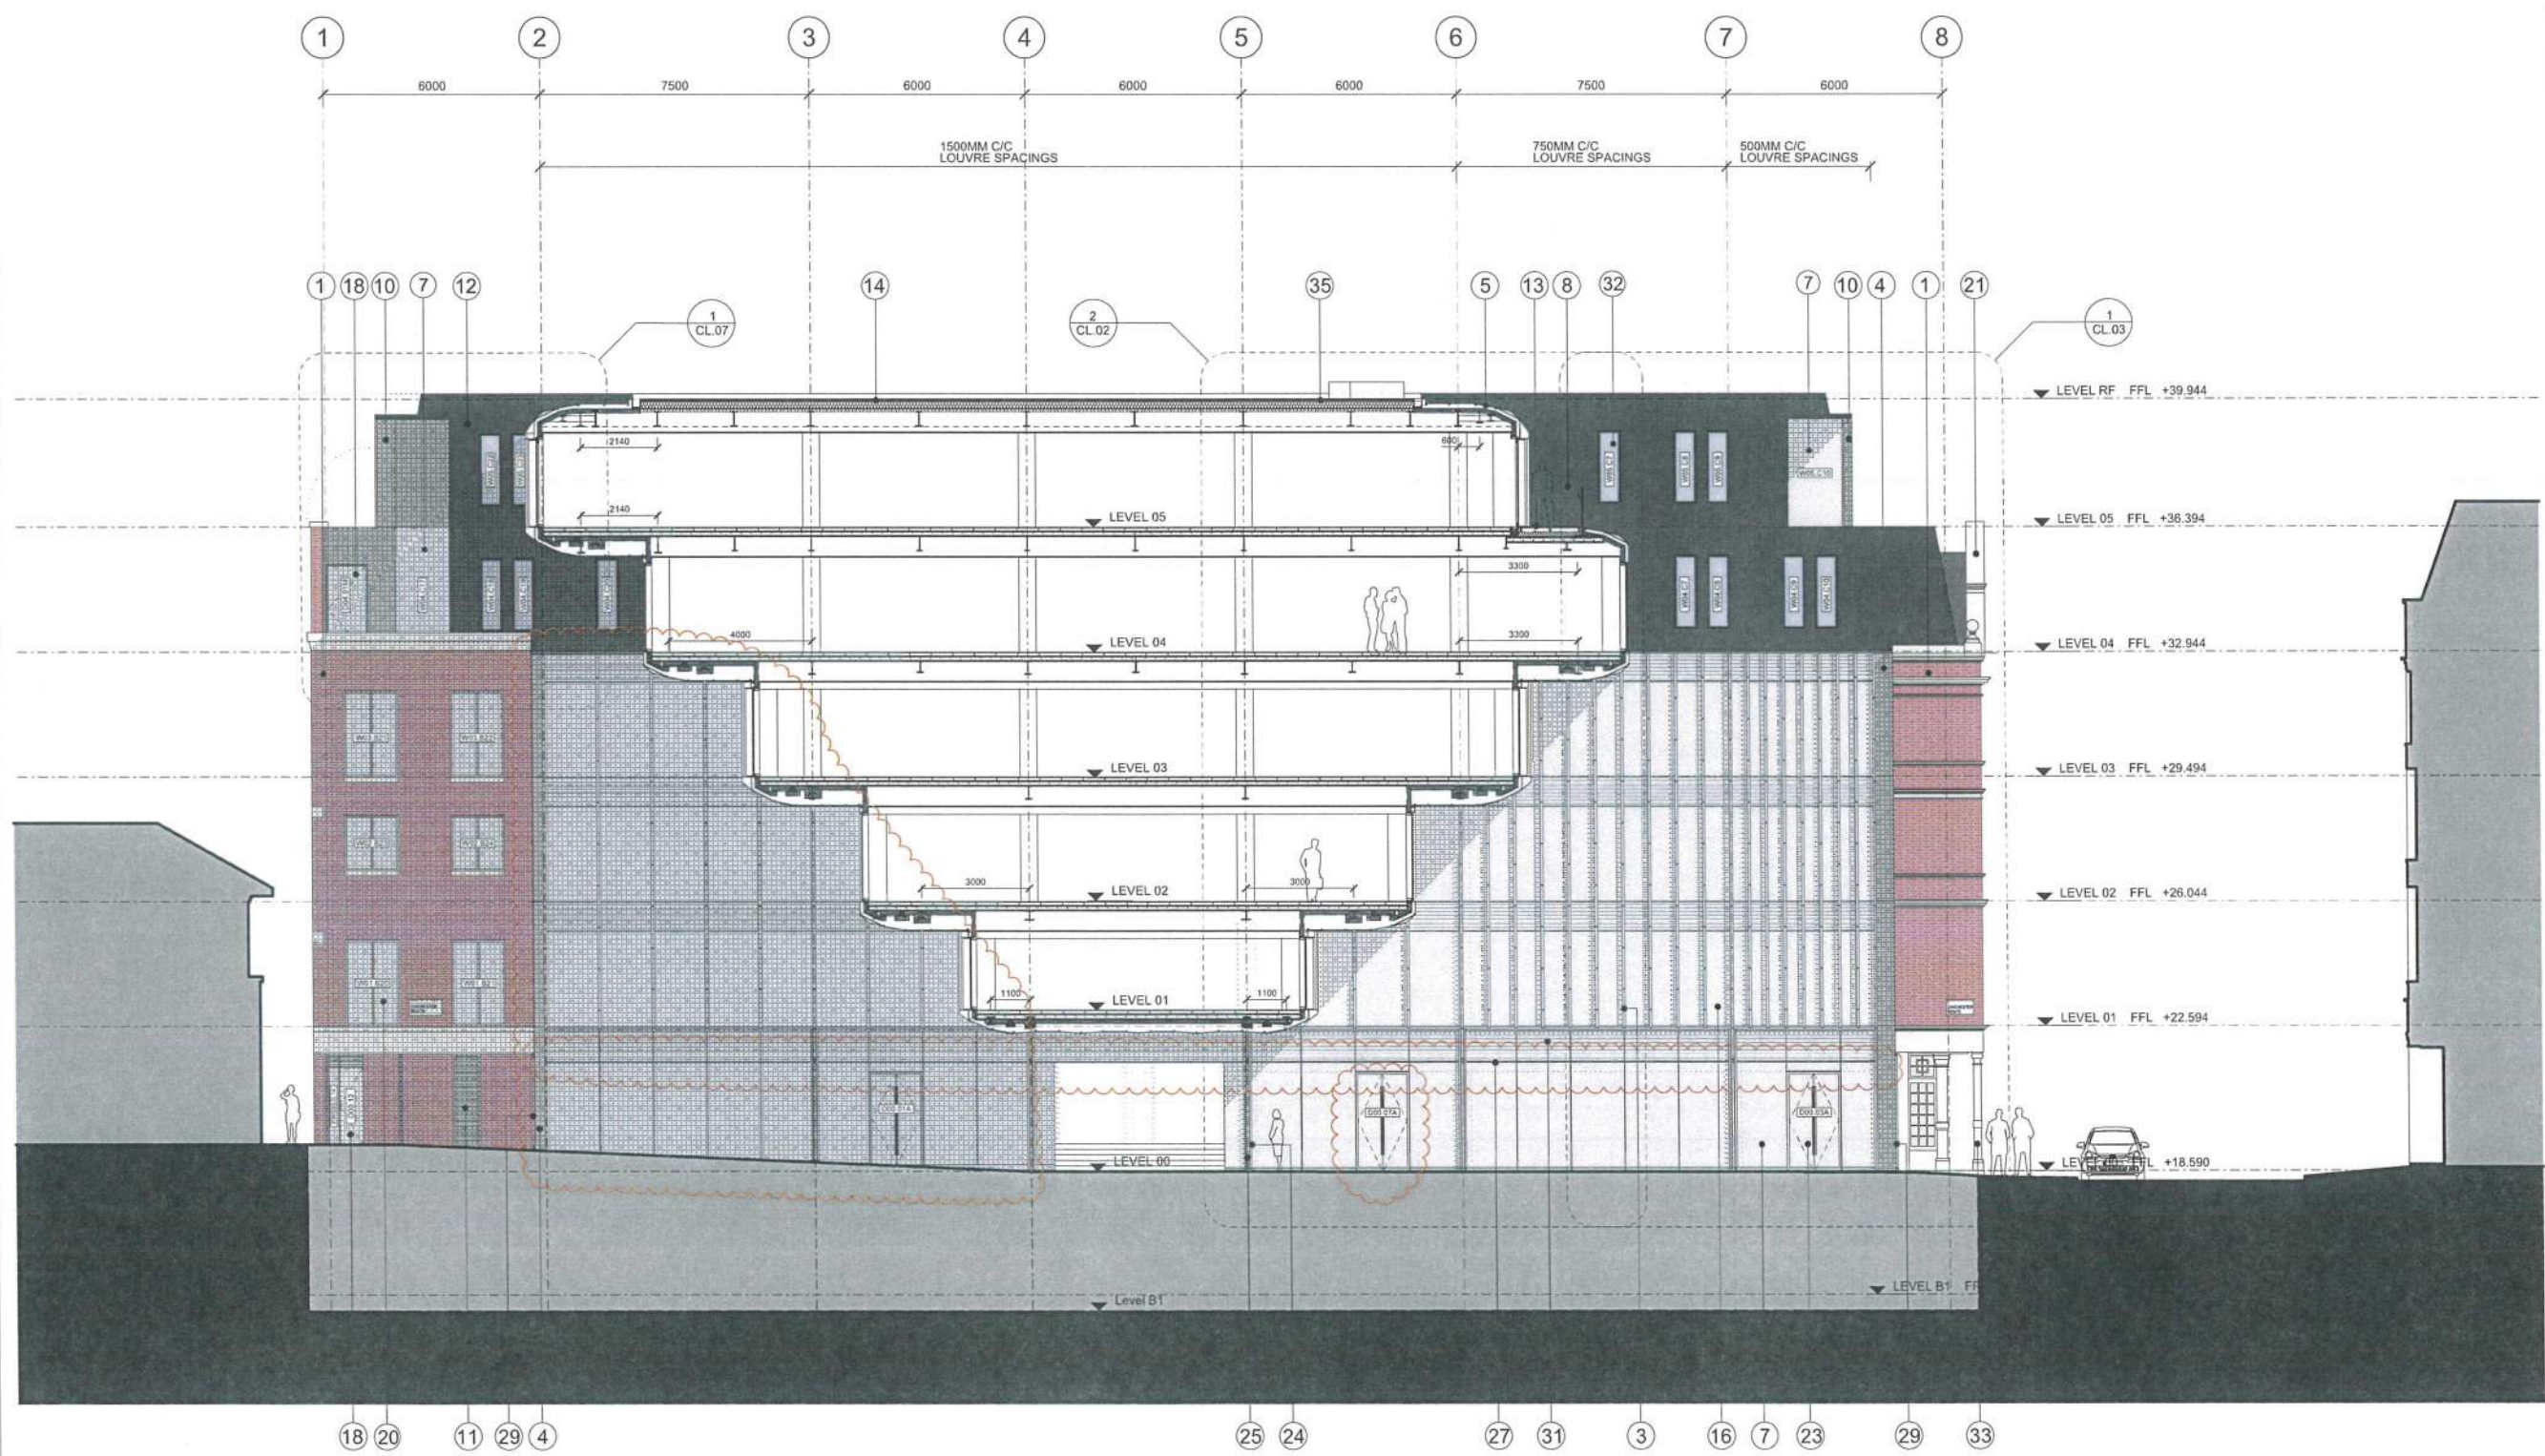 1 2 3 4 5 6 7 8
6000 7500 6000 6000 6000 7500 6000
1500MM C/C
LOUVRE SPACINGS
750MM C/C
LOUVRE SPACINGS
500MM C/C
LOUVRE SPACINGS
1 18 10 7 12 14 35 5 13 8 32 7 10 4 1 21
1
CL.07
2
CL.02
1
CL.03
LEVEL RF FFL +39.944
2140 600
W05.C10
2140
LEVEL 05
LEVEL 05 FFL +36.394
3300
4000
LEVEL 04
3300
LEVEL 04 FFL +32.944
LEVEL 03
LEVEL 03 FFL +29.494
3000
LEVEL 02
3000
LEVEL 02 FFL +26.044
1100
LEVEL 01
1100
LEVEL 01 FFL +22.594
D00.01A
D00.07A
D00.03A
LEVEL 00
+18.590
Level B1
LEVEL B1 FF
18 20 11 29 4 25 24 27 31 3 16 7 23 29 33